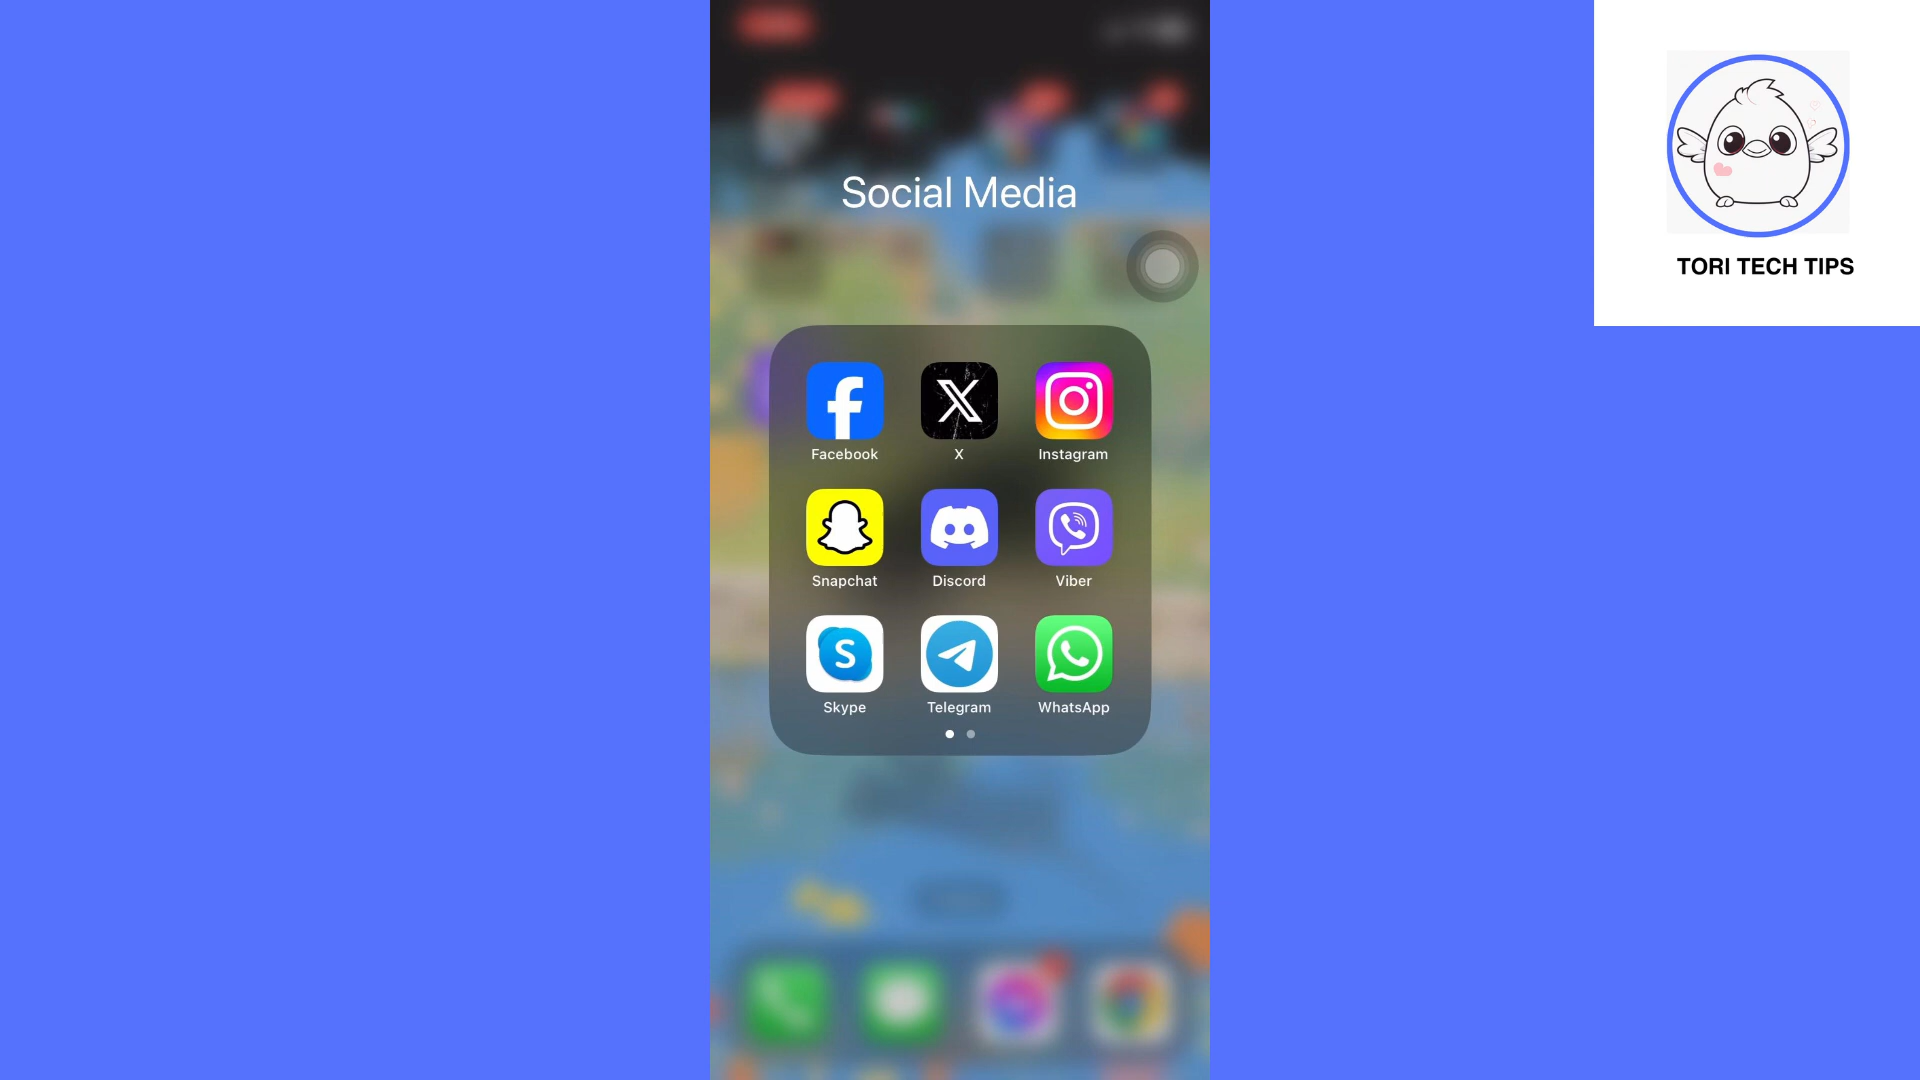 Social Media
TORI TECH TIPS
Facebook
X
Instagram
Snapchat
Discord
Viber
Skype
Telegram
WhatsApp